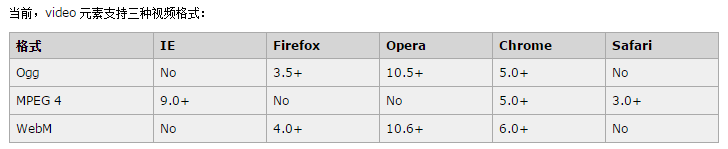 当前，video 元素支持三种视频格式：
格式 IE Firefox Opera Chrome Safari
Ogg No 3.5+ 10.5+ 5.0+ No
MPEG 4 9.0+ No No 5.0+ 3.0+
WebM No 4.0+ 10.6+ 6.0+ No